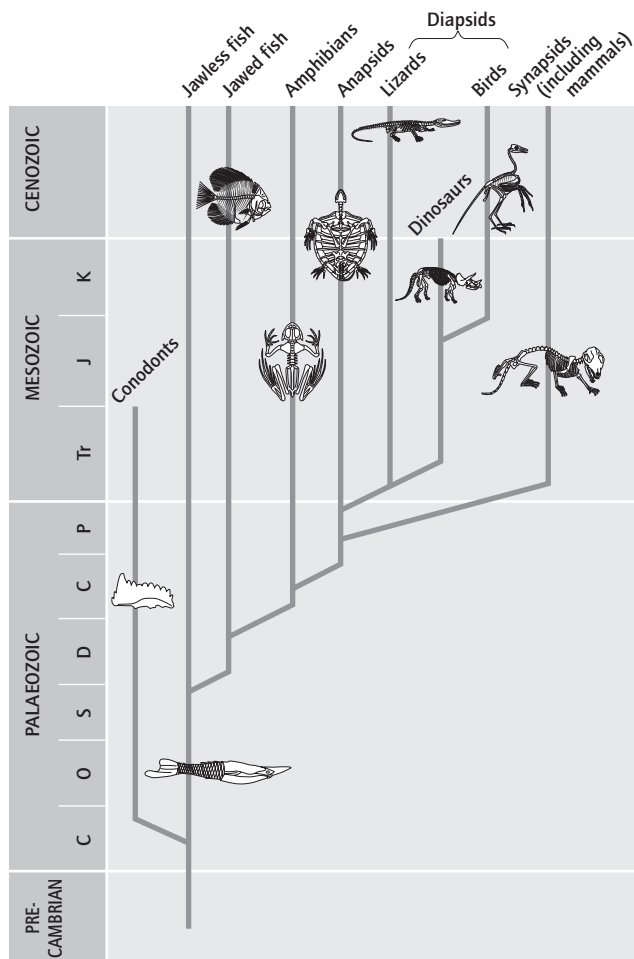 Diapsids
Jawless fish
Jawed fish
Amphibians
Anapsids
Lizards
Birds
Synapsids
(including
mammals)
Dinosaurs
Conodonts
CENOZOIC
MESOZOIC
K
J
Tr
PALAEOZOIC
P
C
D
S
O
C
PRE-
CAMBRIAN